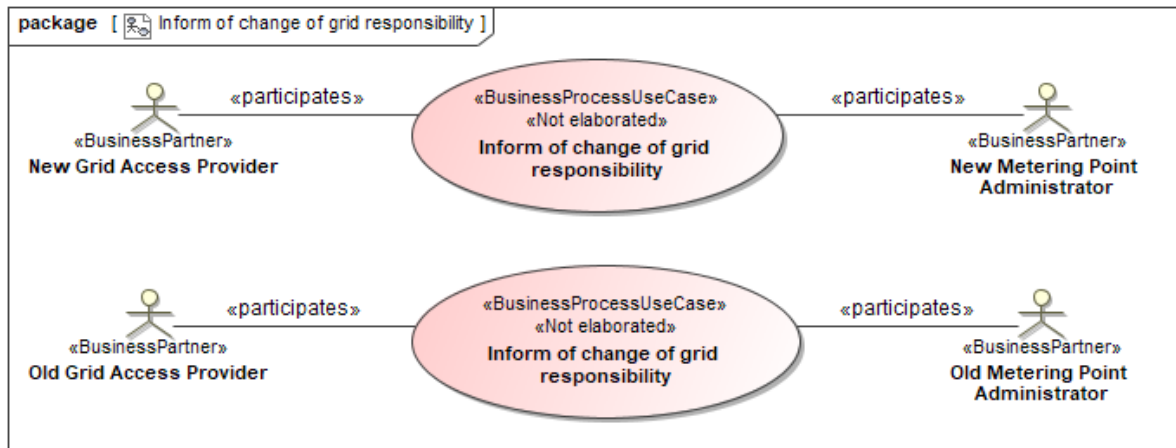 package [ Inform of change of grid responsibility ]
«participates»
«BusinessProcessUseCase»
«participates»
«Not elaborated»
«BusinessPartner»
Inform of change of grid
«BusinessPartner»
New Grid Access Provider
responsibility
New Metering Point
Administrator
«participates»
«BusinessProcessUseCase»
«participates»
«Not elaborated»
«BusinessPartner»
Inform of change of grid
«BusinessPartner»
Old Grid Access Provider
responsibility
Old Metering Point
Administrator